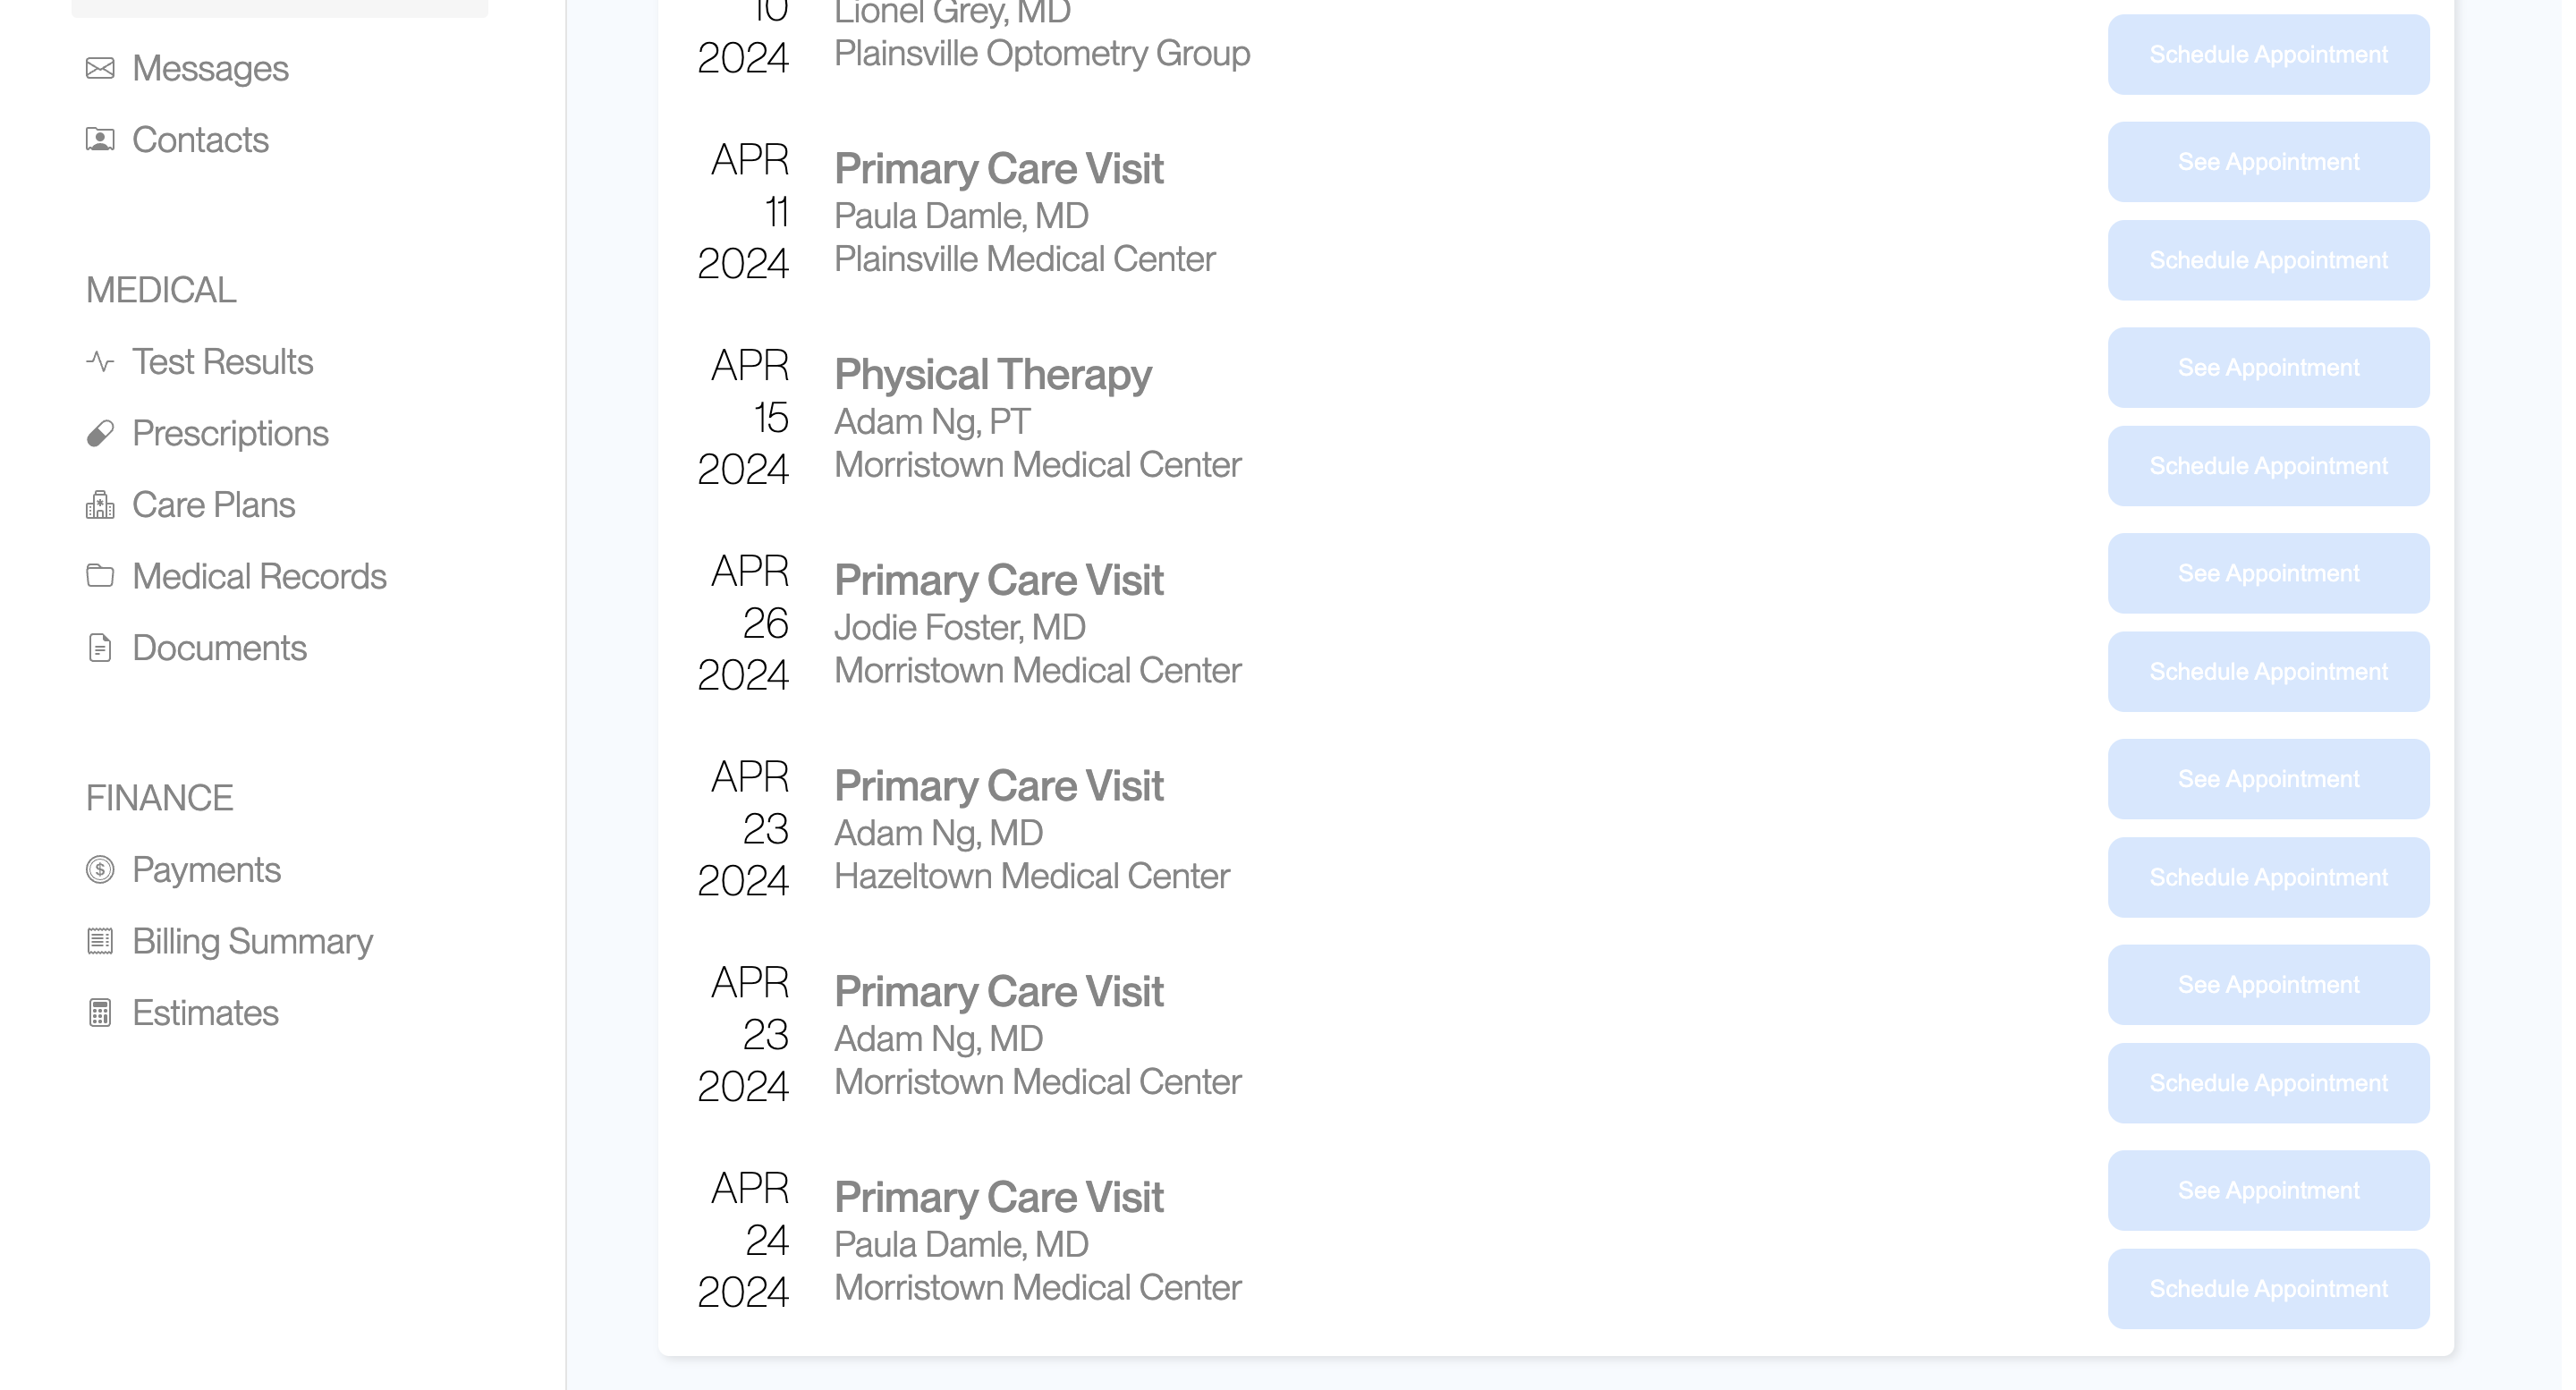 Messages
Contacts
MEDICAL
Test Results
Prescriptions
Care Plans
Medical Records
Documents
FINANCE
Payments
Billing Summary
Estimates
10
2024
Lionel Grey, MD
Plainsville Optometry Group
Schedule Appointment
APR
11
2024
Primary Care Visit
Paula Damle, MD
Plainsville Medical Center
See Appointment
Schedule Appointment
APR
15
2024
Physical Therapy
Adam Ng, PT
Morristown Medical Center
See Appointment
Schedule Appointment
APR
26
2024
Primary Care Visit
Jodie Foster, MD
Morristown Medical Center
See Appointment
Schedule Appointment
APR
23
2024
Primary Care Visit
Adam Ng, MD
Hazeltown Medical Center
See Appointment
Schedule Appointment
APR
23
2024
Primary Care Visit
Adam Ng, MD
Morristown Medical Center
See Appointment
Schedule Appointment
APR
24
2024
Primary Care Visit
Paula Damle, MD
Morristown Medical Center
See Appointment
Schedule Appointment